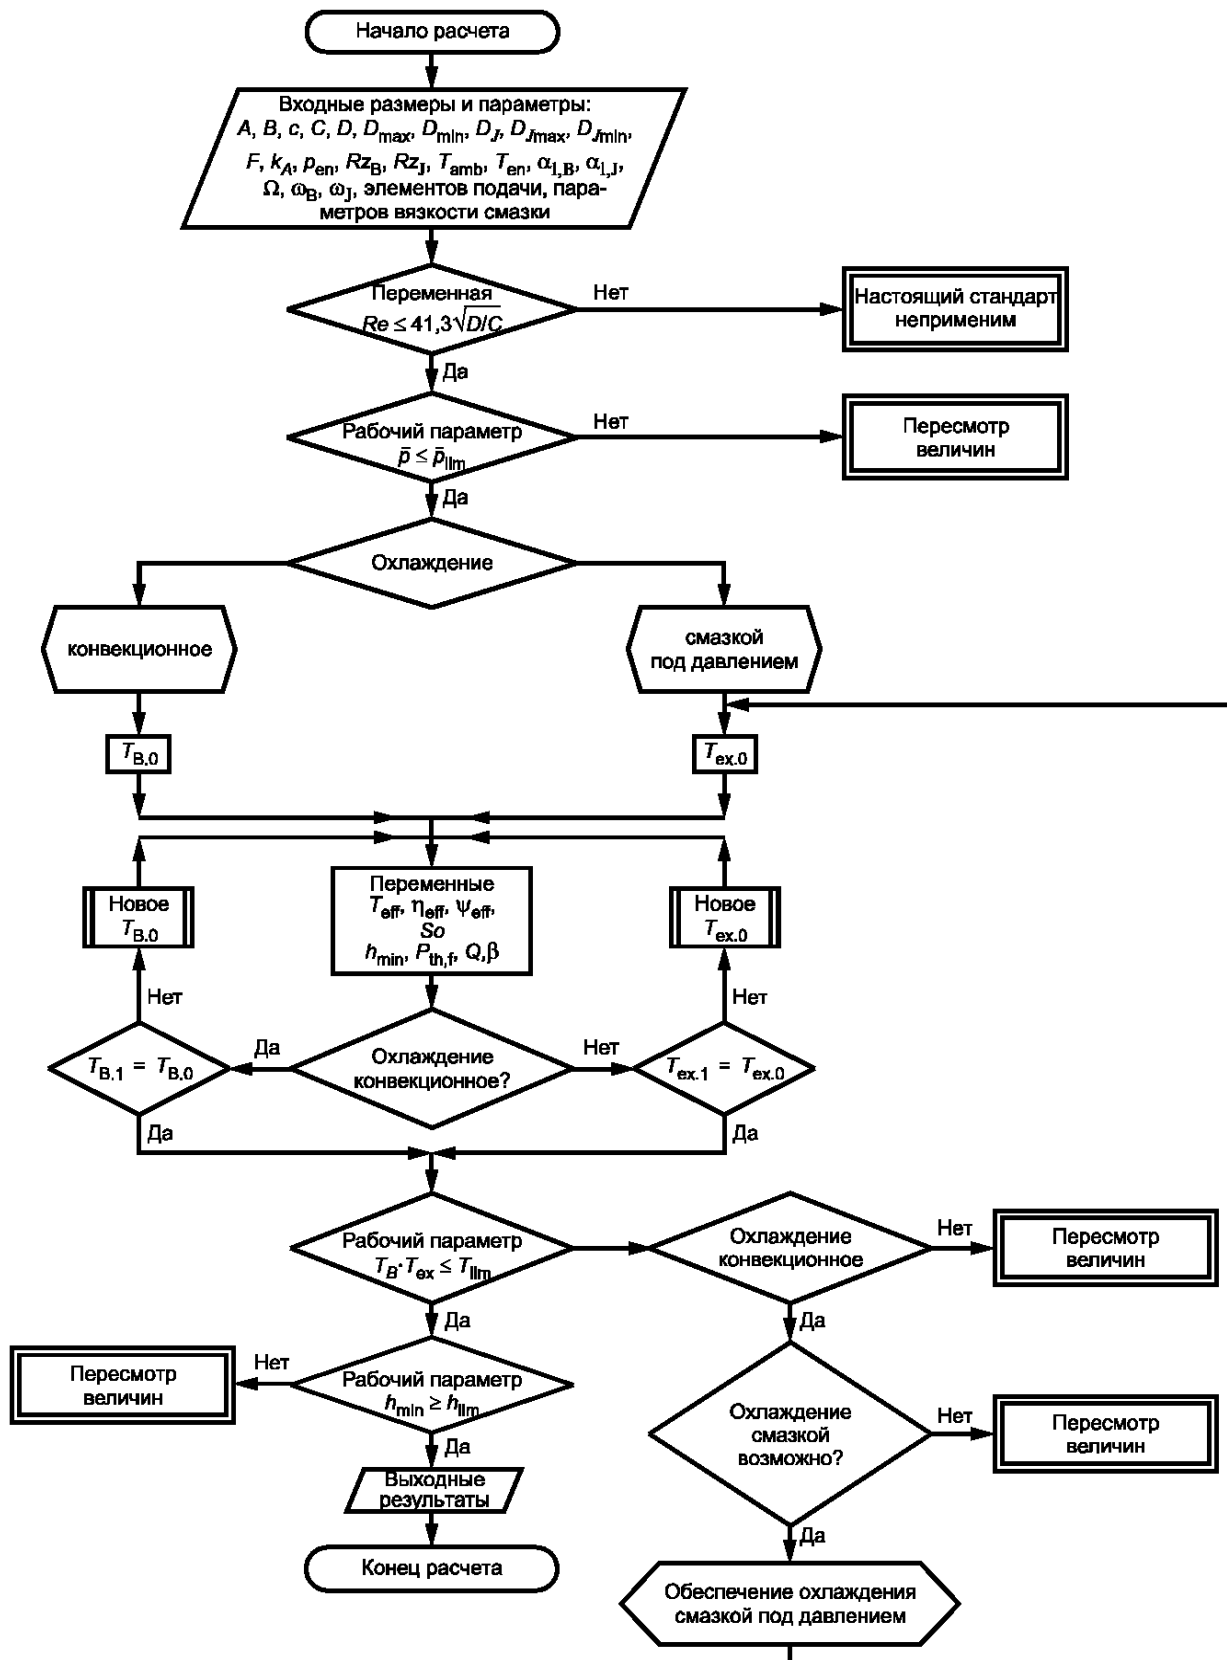 Начало расчета
Входные размеры и параметры:
A, B, c, C, D, Dmax, Dmin, DJ, DJmax, DJmin,
F, kA, pen, RzB, RzJ, Tamb, Ten, α1,B, α1,J,
Ω, ωB, ωJ, элементов подачи, пара-
метров вязкости смазки
Переменная
Re ≤ 41,3√D/C
Нет
Настоящий стандарт
неприменим
Да
Рабочий параметр
p̄ ≤ p̄lim
Нет
Пересмотр
величин
Да
Охлаждение
конвекционное
смазкой
под давлением
TB,0
Tex.0
Новое
TB,0
Переменные
Teff, ηeff, ψeff,
So
hmin, Pth,f, Q,β
Новое
Tex.0
Нет
Нет
TB,1 = TB,0
Да
Охлаждение
конвекционное?
Нет
Tex.1 = Tex.0
Да
Да
Рабочий параметр
TB·Tex ≤ Tlim
Охлаждение
конвекционное
Нет
Пересмотр
величин
Да
Да
Пересмотр
величин
Нет
Рабочий параметр
hmin ≥ hlim
Охлаждение
смазкой
возможно?
Нет
Пересмотр
величин
Да
Выходные
результаты
Да
Конец расчета
Обеспечение охлаждения
смазкой под давлением